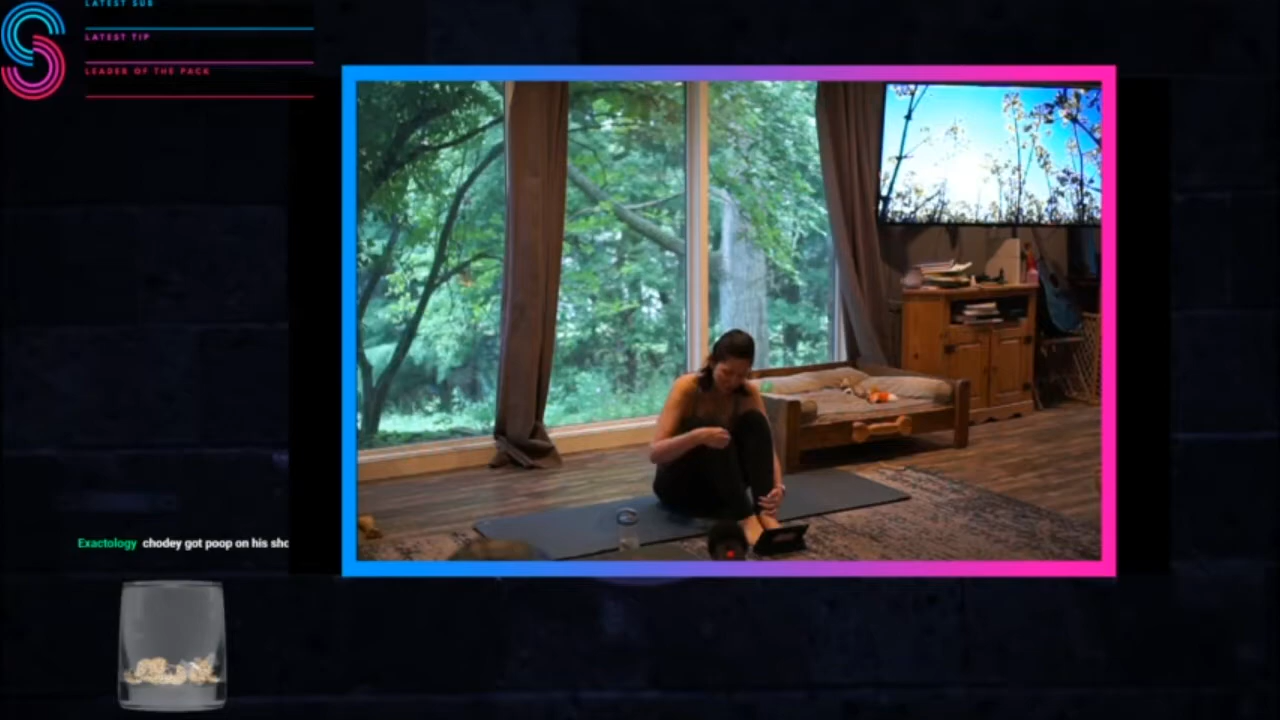 LATEST SUB
LATEST TIP
LEADER OF THE PACK
Exactology chodey got poop on his sho